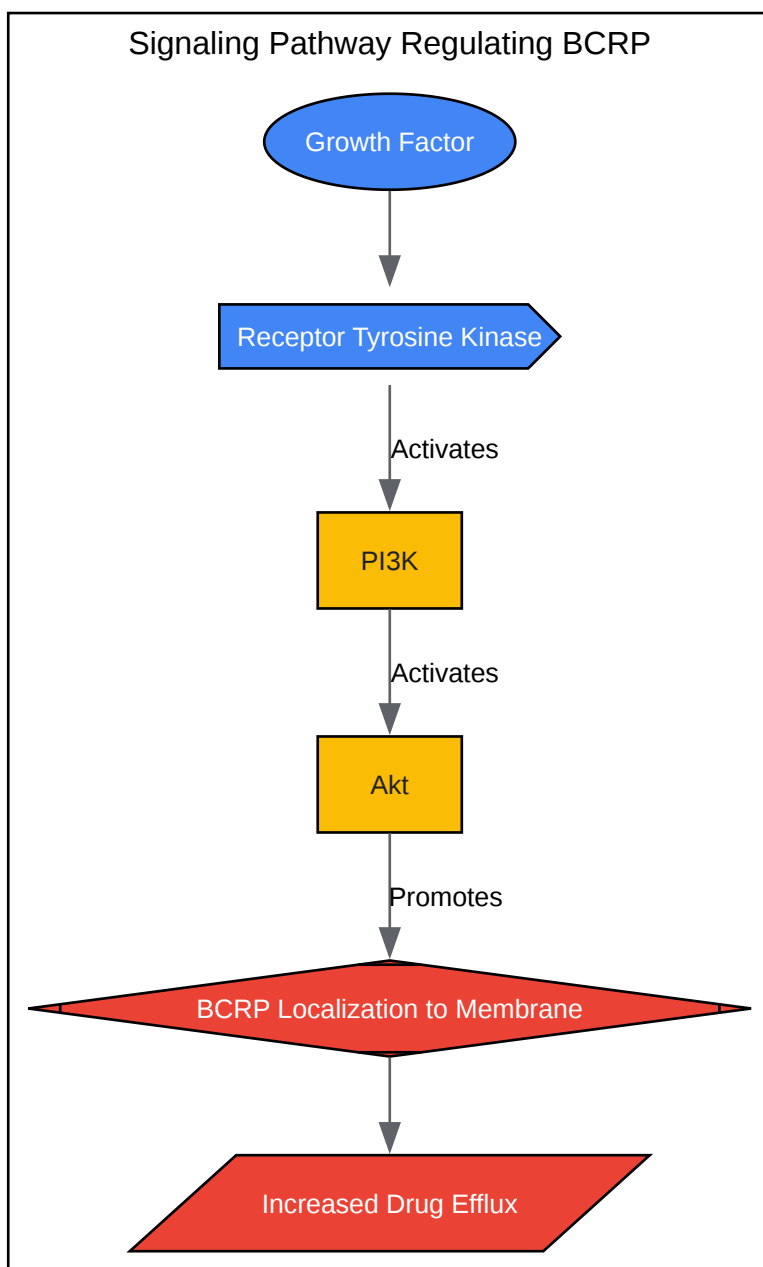 Signaling Pathway Regulating BCRP
Growth Factor
Receptor Tyrosine Kinase
Activates
PI3K
Activates
Akt
Promotes
BCRP Localization to Membrane
Increased Drug Efflux